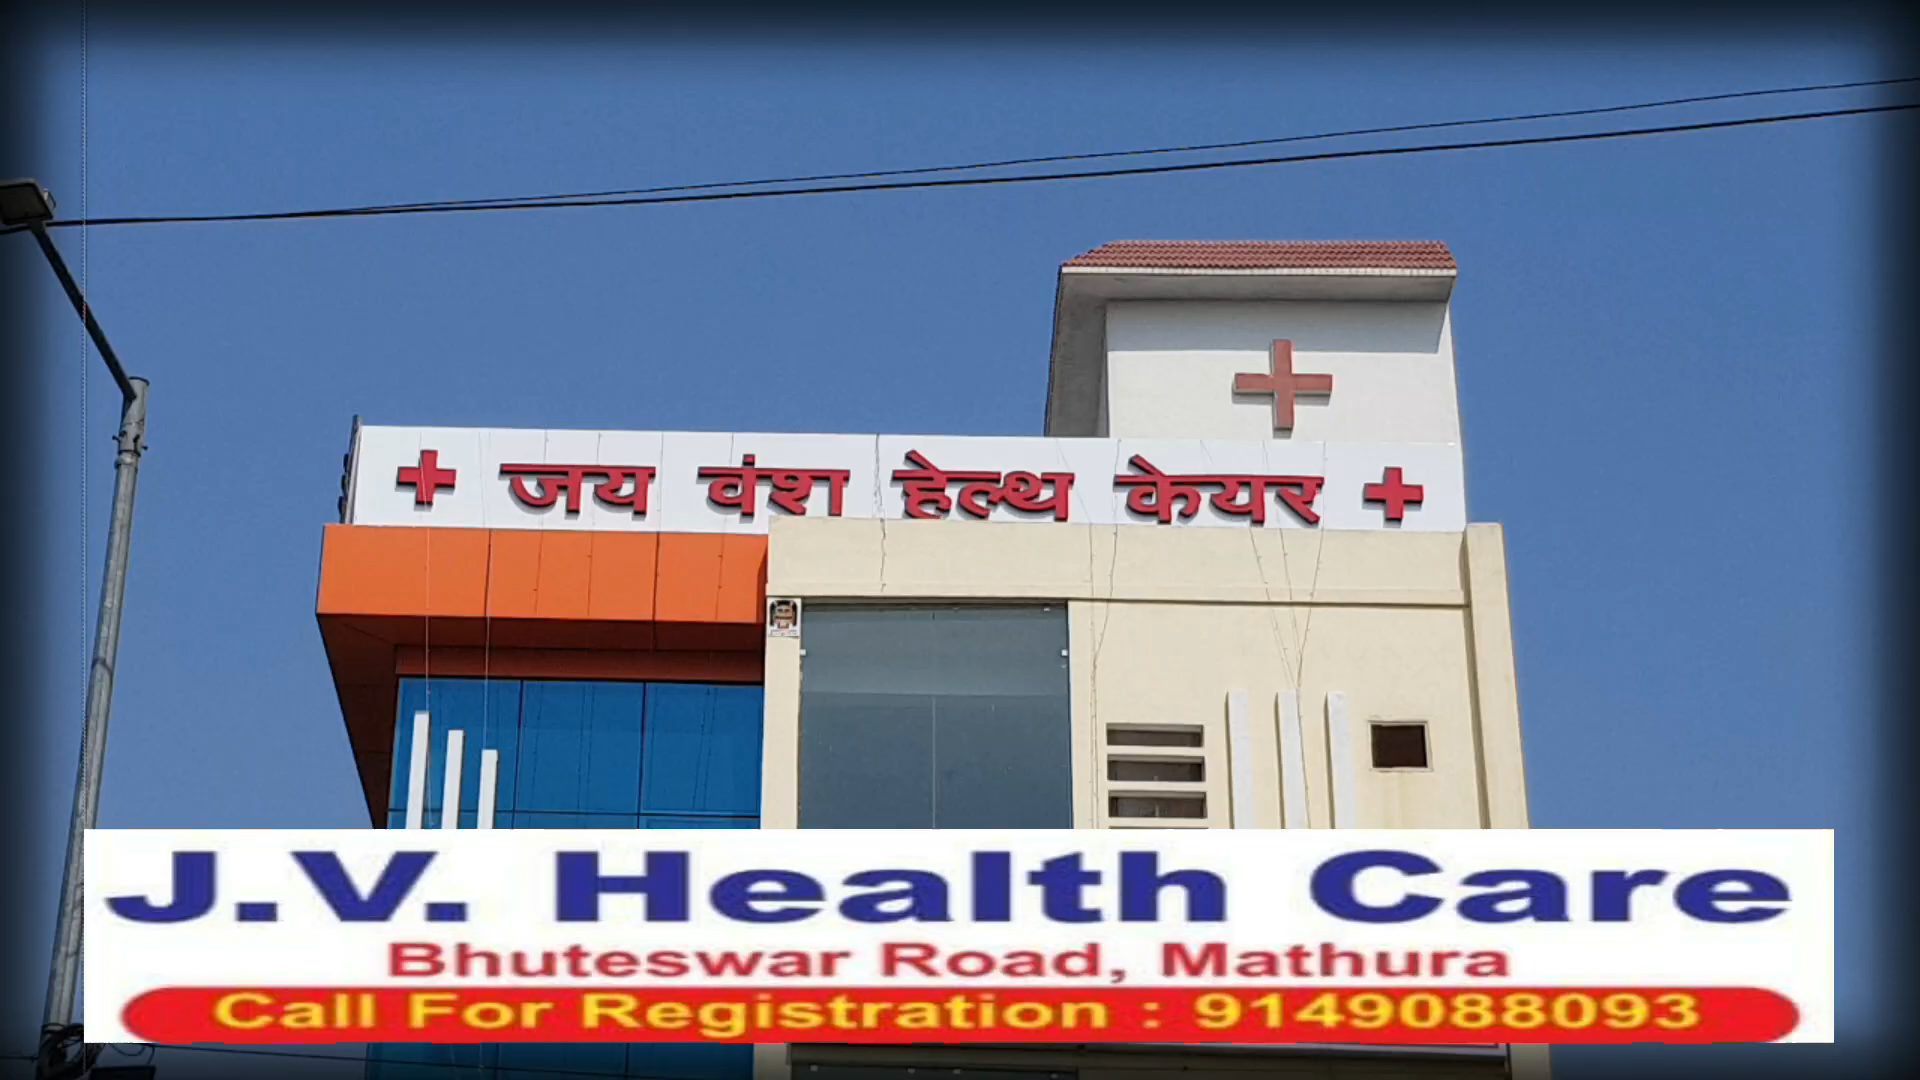 + जय वंश हेल्थ केयर +
J.V. Health Care
Bhuteswar Road, Mathura
Call For Registration : 9149088093